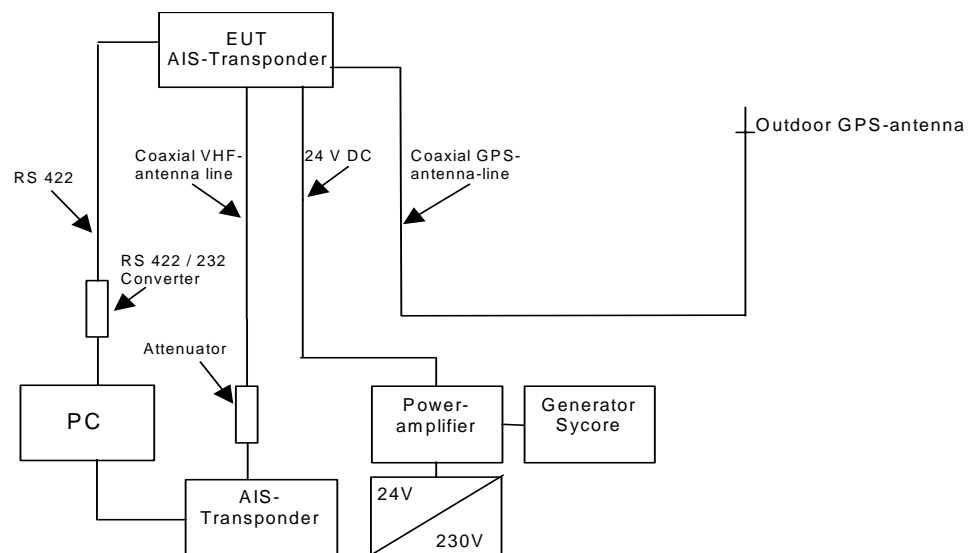 EUT
AIS-Transponder
Outdoor GPS-antenna
Coaxial VHF-
antenna line
24 V DC
Coaxial GPS-
antenna-line
RS 422
RS 422 / 232
Converter
Attenuator
PC
Power-
amplifier
Generator
Sycore
AIS-
Transponder
24V
230V